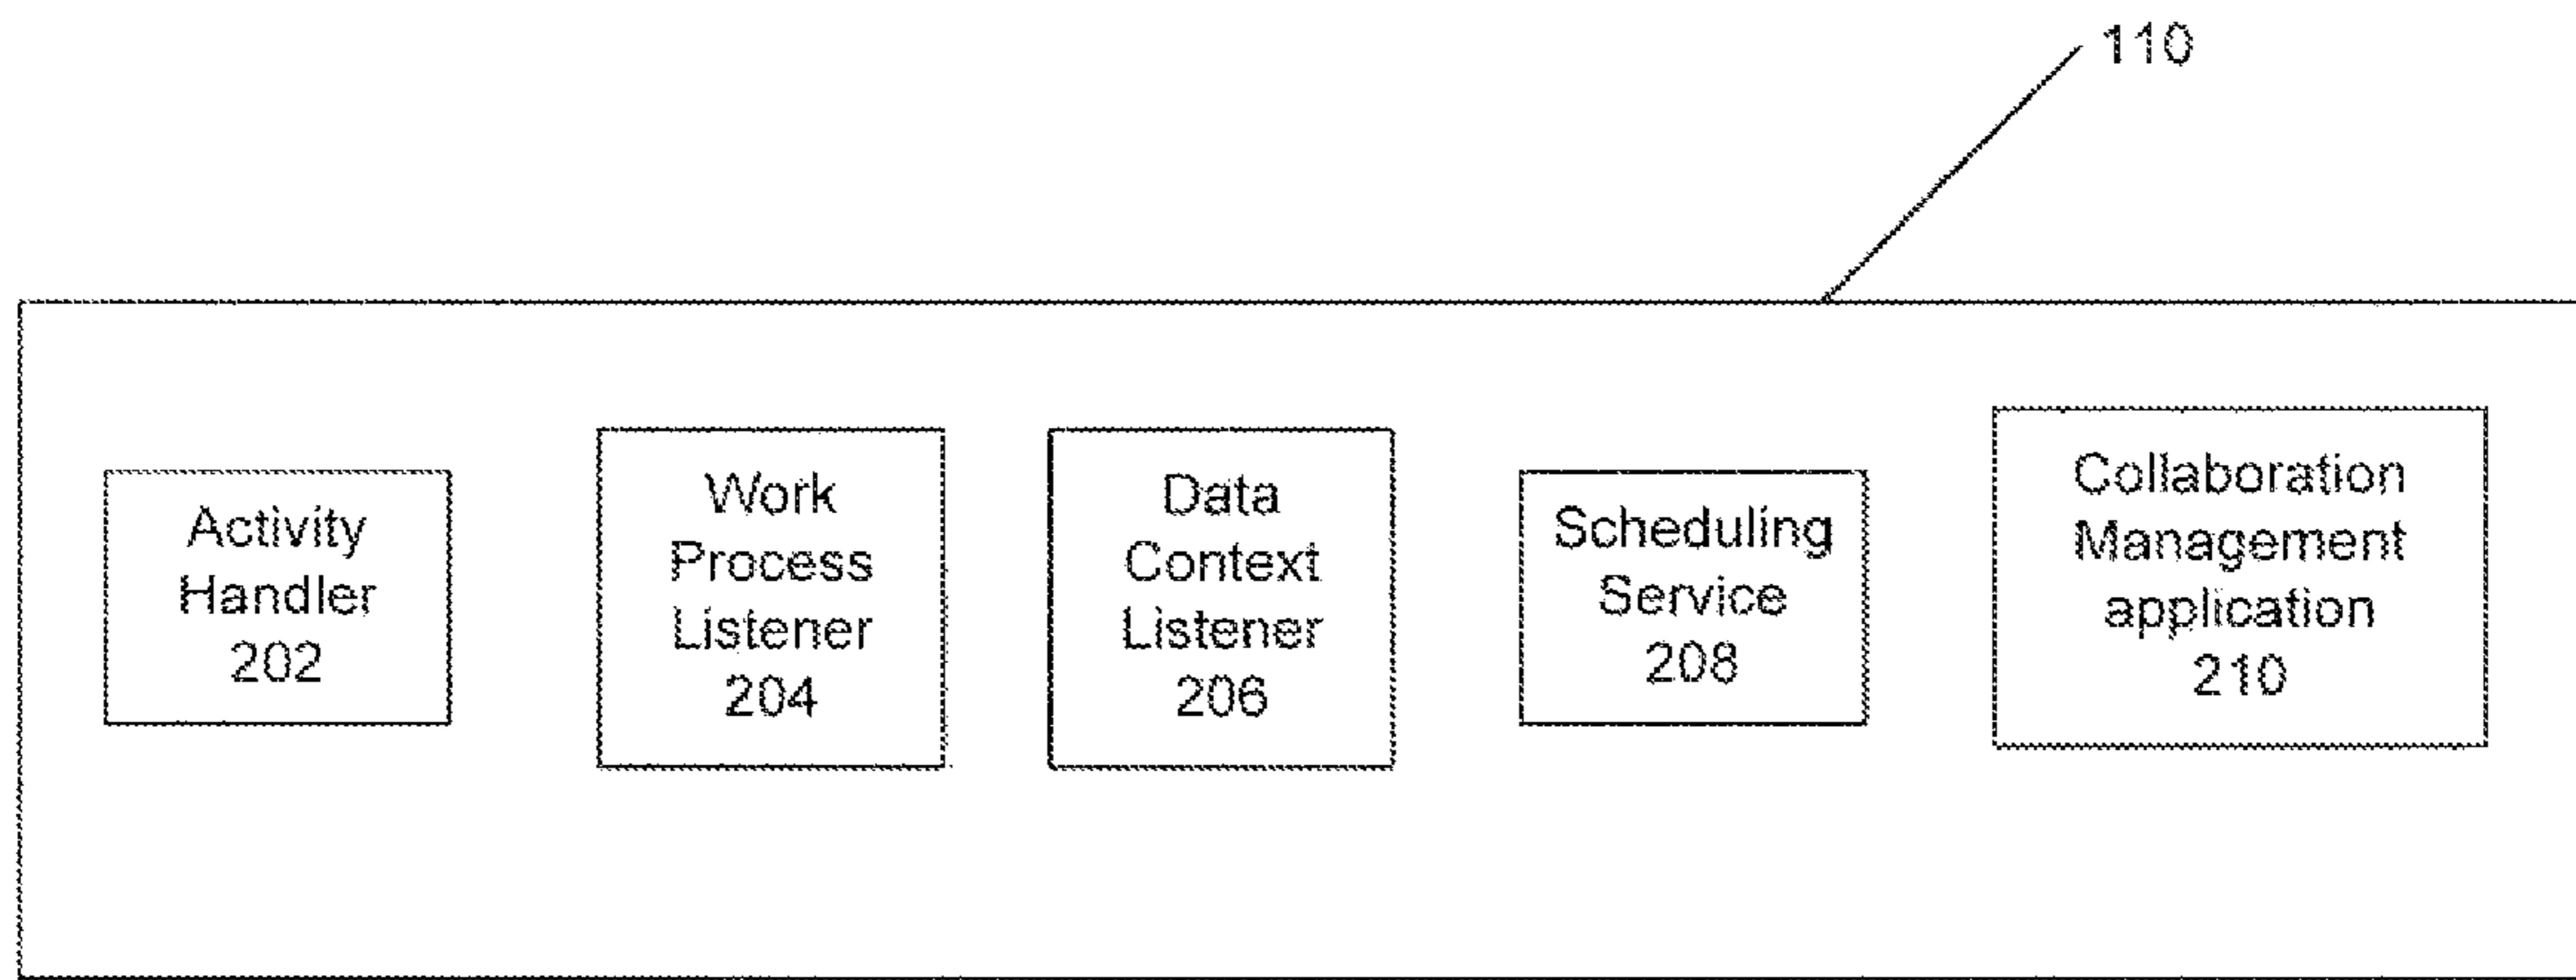 110
Activity
Handler
202
Work
Process
Listener
204
Data
Context
Listener
206
Scheduling
Service
208
Collaboration
Management
application
210